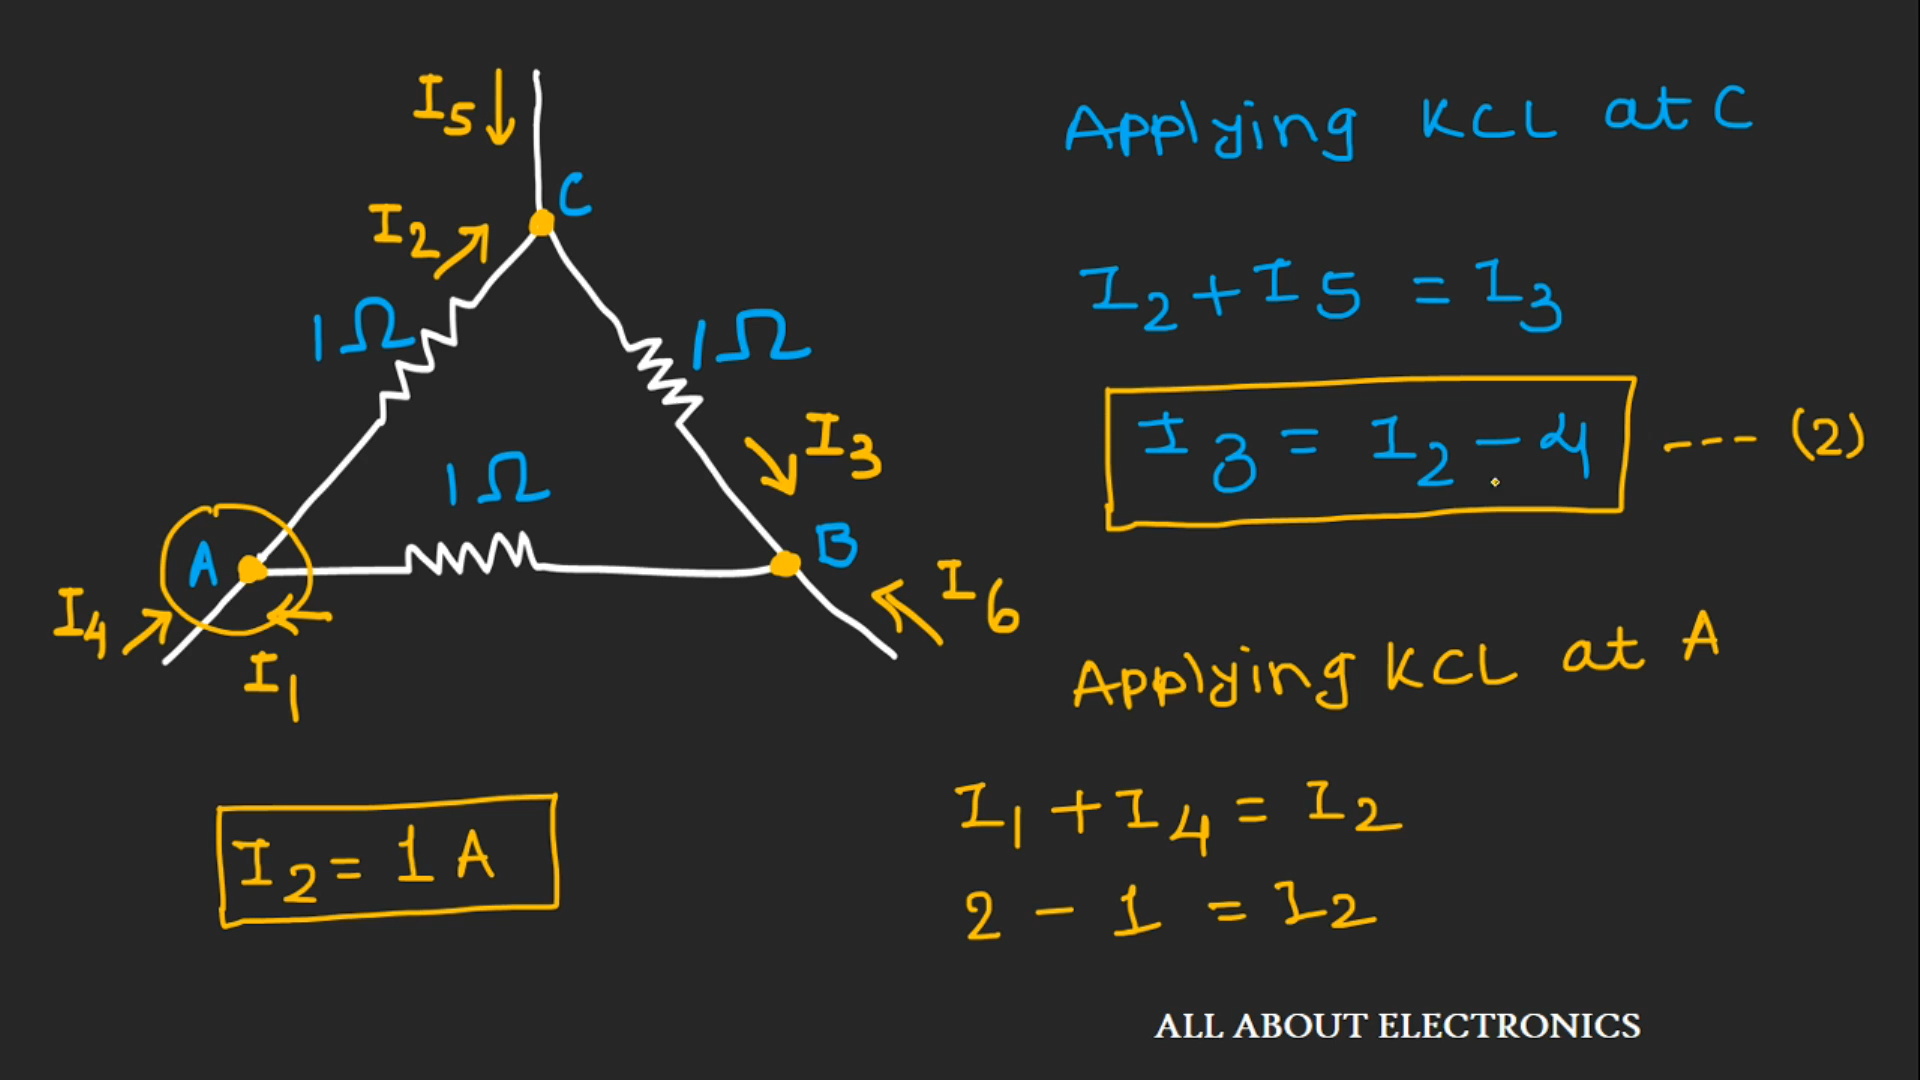 I5
C
I2
1Ω
1Ω
I3
1Ω
A
B
I4
I1
I6
I2 = 1 A
Applying KCL at C
I2 + I5 = I3
I3 = I2 - 4 --- (2)
Applying KCL at A
I1 + I4 = I2
2 - 1 = I2
ALL ABOUT ELECTRONICS